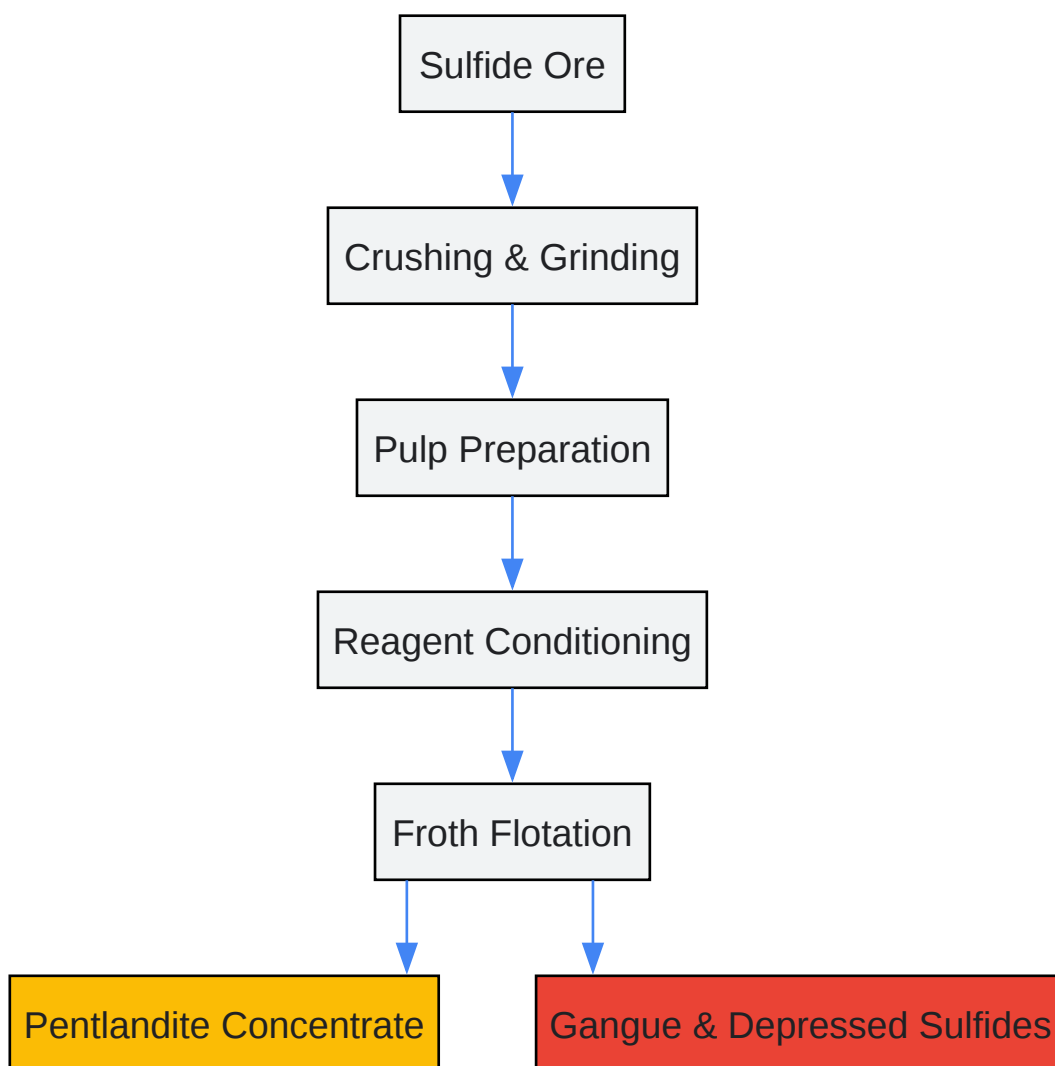 Sulfide Ore
Crushing & Grinding
Pulp Preparation
Reagent Conditioning
Froth Flotation
Pentlandite Concentrate
Gangue & Depressed Sulfides